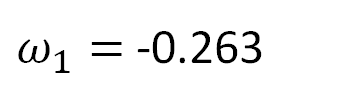 𝜔₁ = -0.263